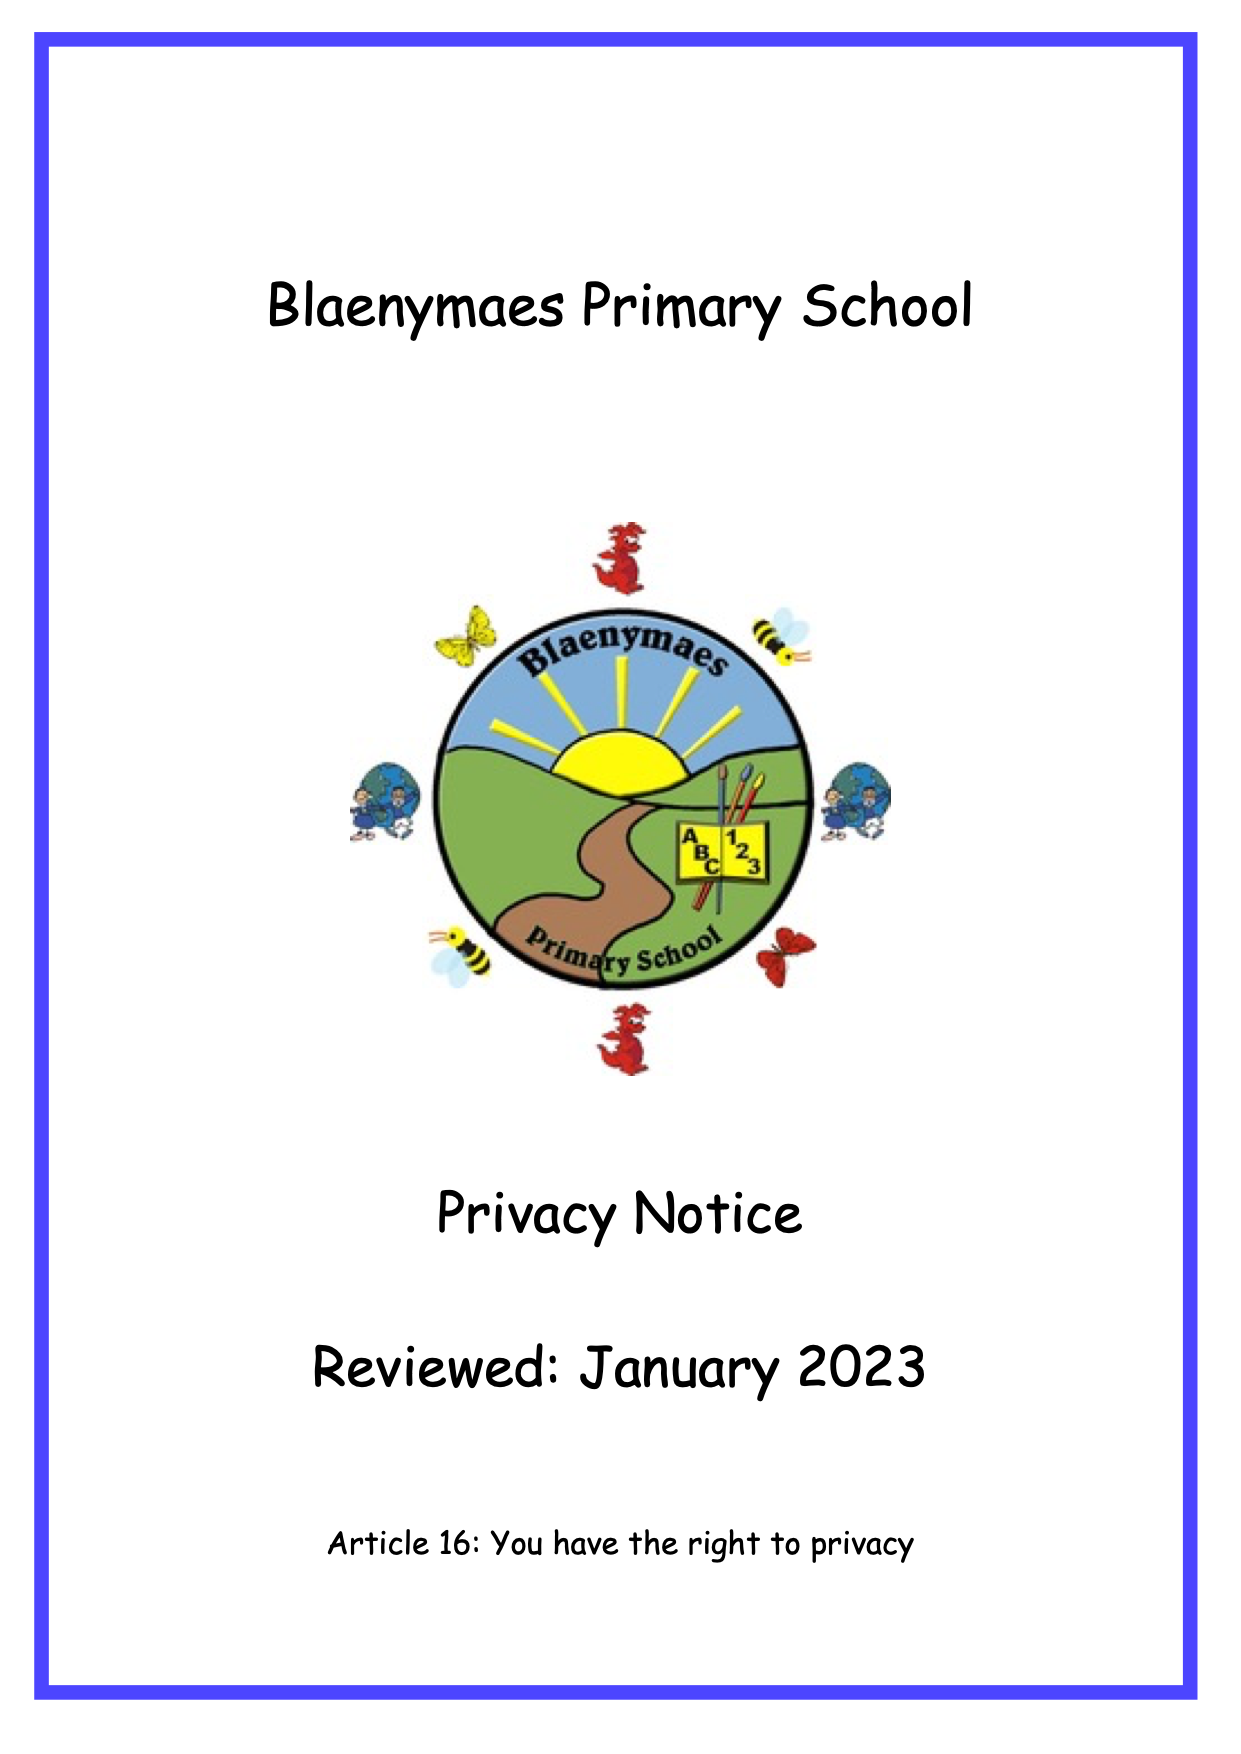 Blaenymaes Primary School
Blaenymaes
A 1
B 2
C 3
Primary School
Privacy Notice
Reviewed: January 2023
Article 16: You have the right to privacy